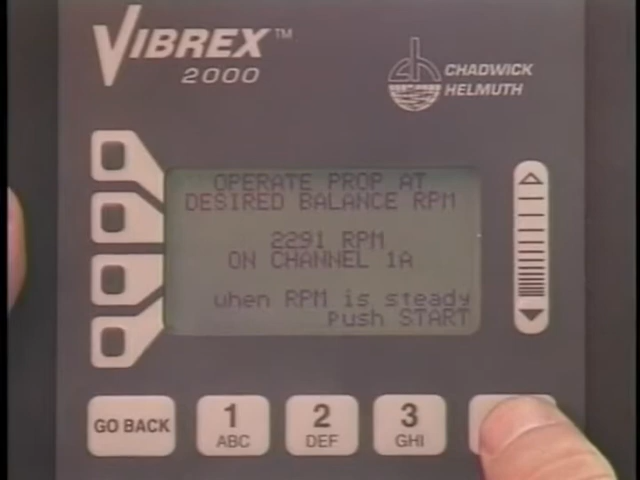 VIBREX™
2000
CHADWICK
HELMUTH
OPERATE PROP AT
DESIRED BALANCE RPM
2291 RPM
ON CHANNEL 1A
when RPM is steady
Push START
GO BACK
1
ABC
2
DEF
3
GHI